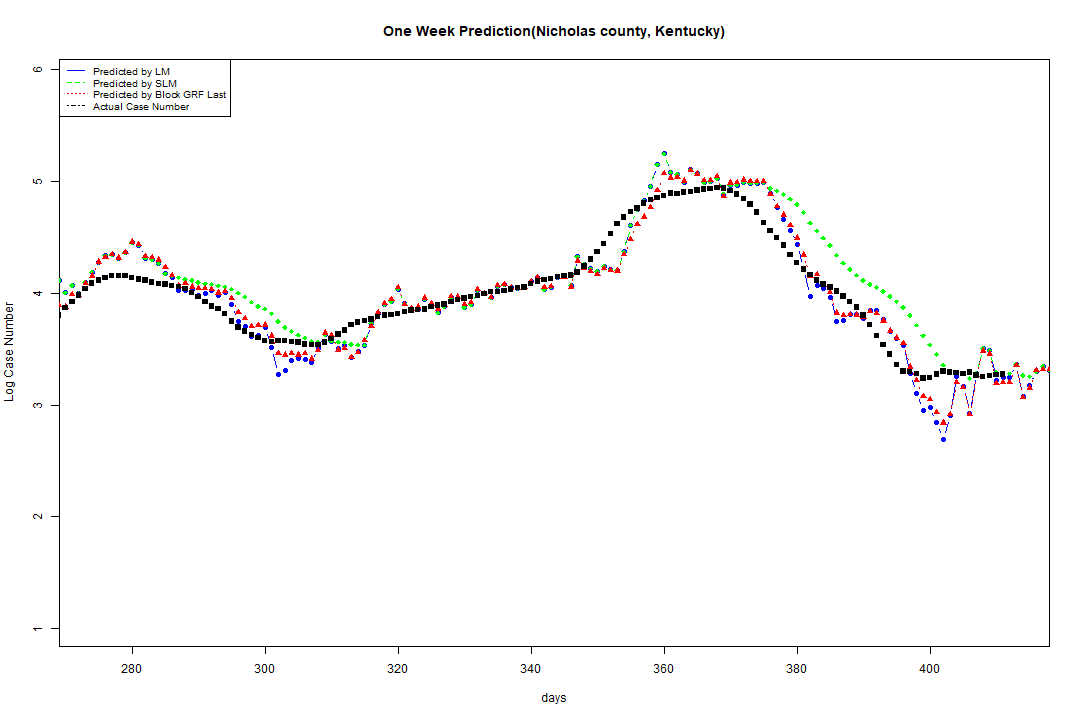 One Week Prediction(Nicholas county, Kentucky)
Predicted by LM
Predicted by SLM
Predicted by Block GRF Last
Actual Case Number
Log Case Number
6
5
4
3
2
1
280 300 320 340 360 380 400
days